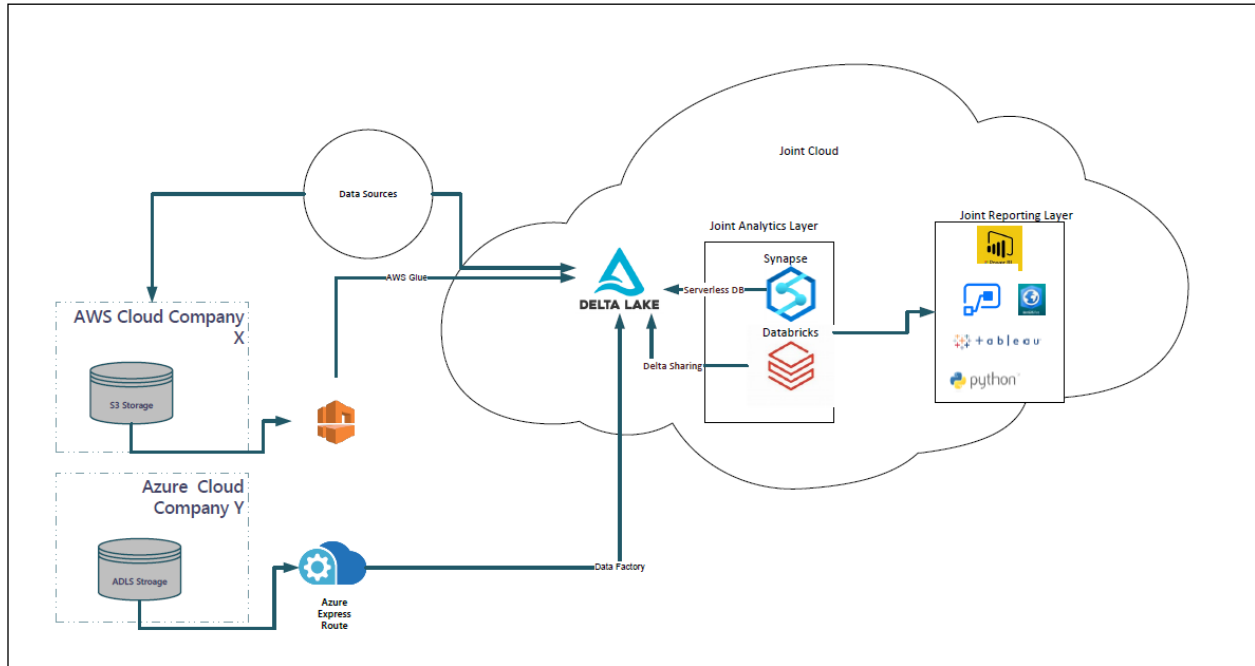 Joint Cloud
Data Sources
Joint Analytics Layer
Joint Reporting Layer
Synapse
AWS Glue
DELTA LAKE
Serverless DB
AWS Cloud Company
X
Databricks
tableau
Delta Sharing
python
S3 Storage
Azure Cloud
Company Y
ADLS Stroage
Data Factory
Azure
Express
Route